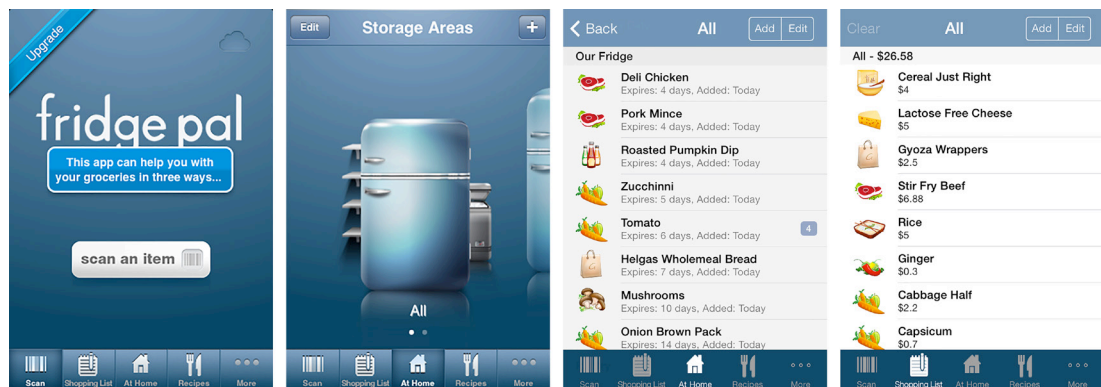 Upgrade
fridge pal
This app can help you with
your groceries in three ways...
scan an item
Scan
Shopping List
At Home
Recipes
More
Edit
Storage Areas
+
All
Scan
Shopping List
At Home
Recipes
More
Back
All
Add
Edit
Our Fridge
Deli Chicken
Expires: 4 days, Added: Today
Pork Mince
Expires: 4 days, Added: Today
Roasted Pumpkin Dip
Expires: 4 days, Added: Today
Zucchinni
Expires: 5 days, Added: Today
Tomato
Expires: 6 days, Added: Today
4
Helgas Wholemeal Bread
Expires: 7 days, Added: Today
Mushrooms
Expires: 10 days, Added: Today
Onion Brown Pack
Expires: 14 days, Added: Today
Scan
Shopping List
At Home
Recipes
More
Clear
All
Add
Edit
All - $26.58
Cereal Just Right
$4
Lactose Free Cheese
$5
Gyoza Wrappers
$2.5
Stir Fry Beef
$6.88
Rice
$5
Ginger
$0.3
Cabbage Half
$2.2
Capsicum
$0.7
Scan
Shopping List
At Home
Recipes
More